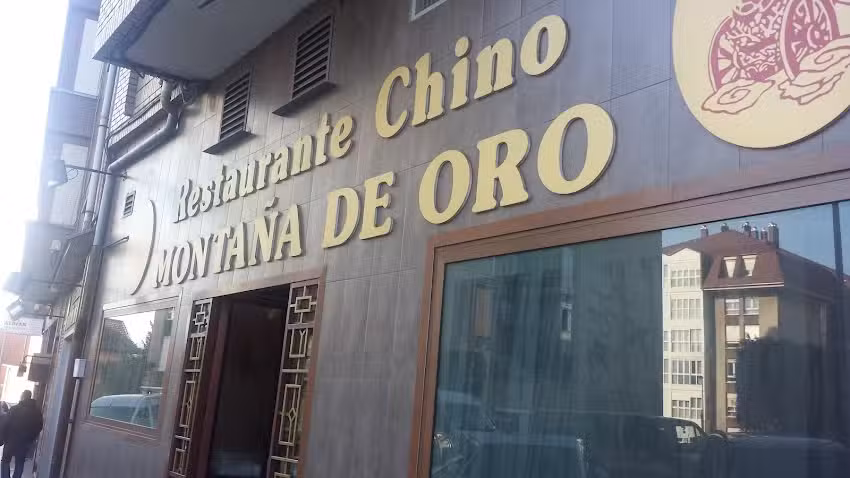 Restaurante Chino
MONTAÑA DE ORO